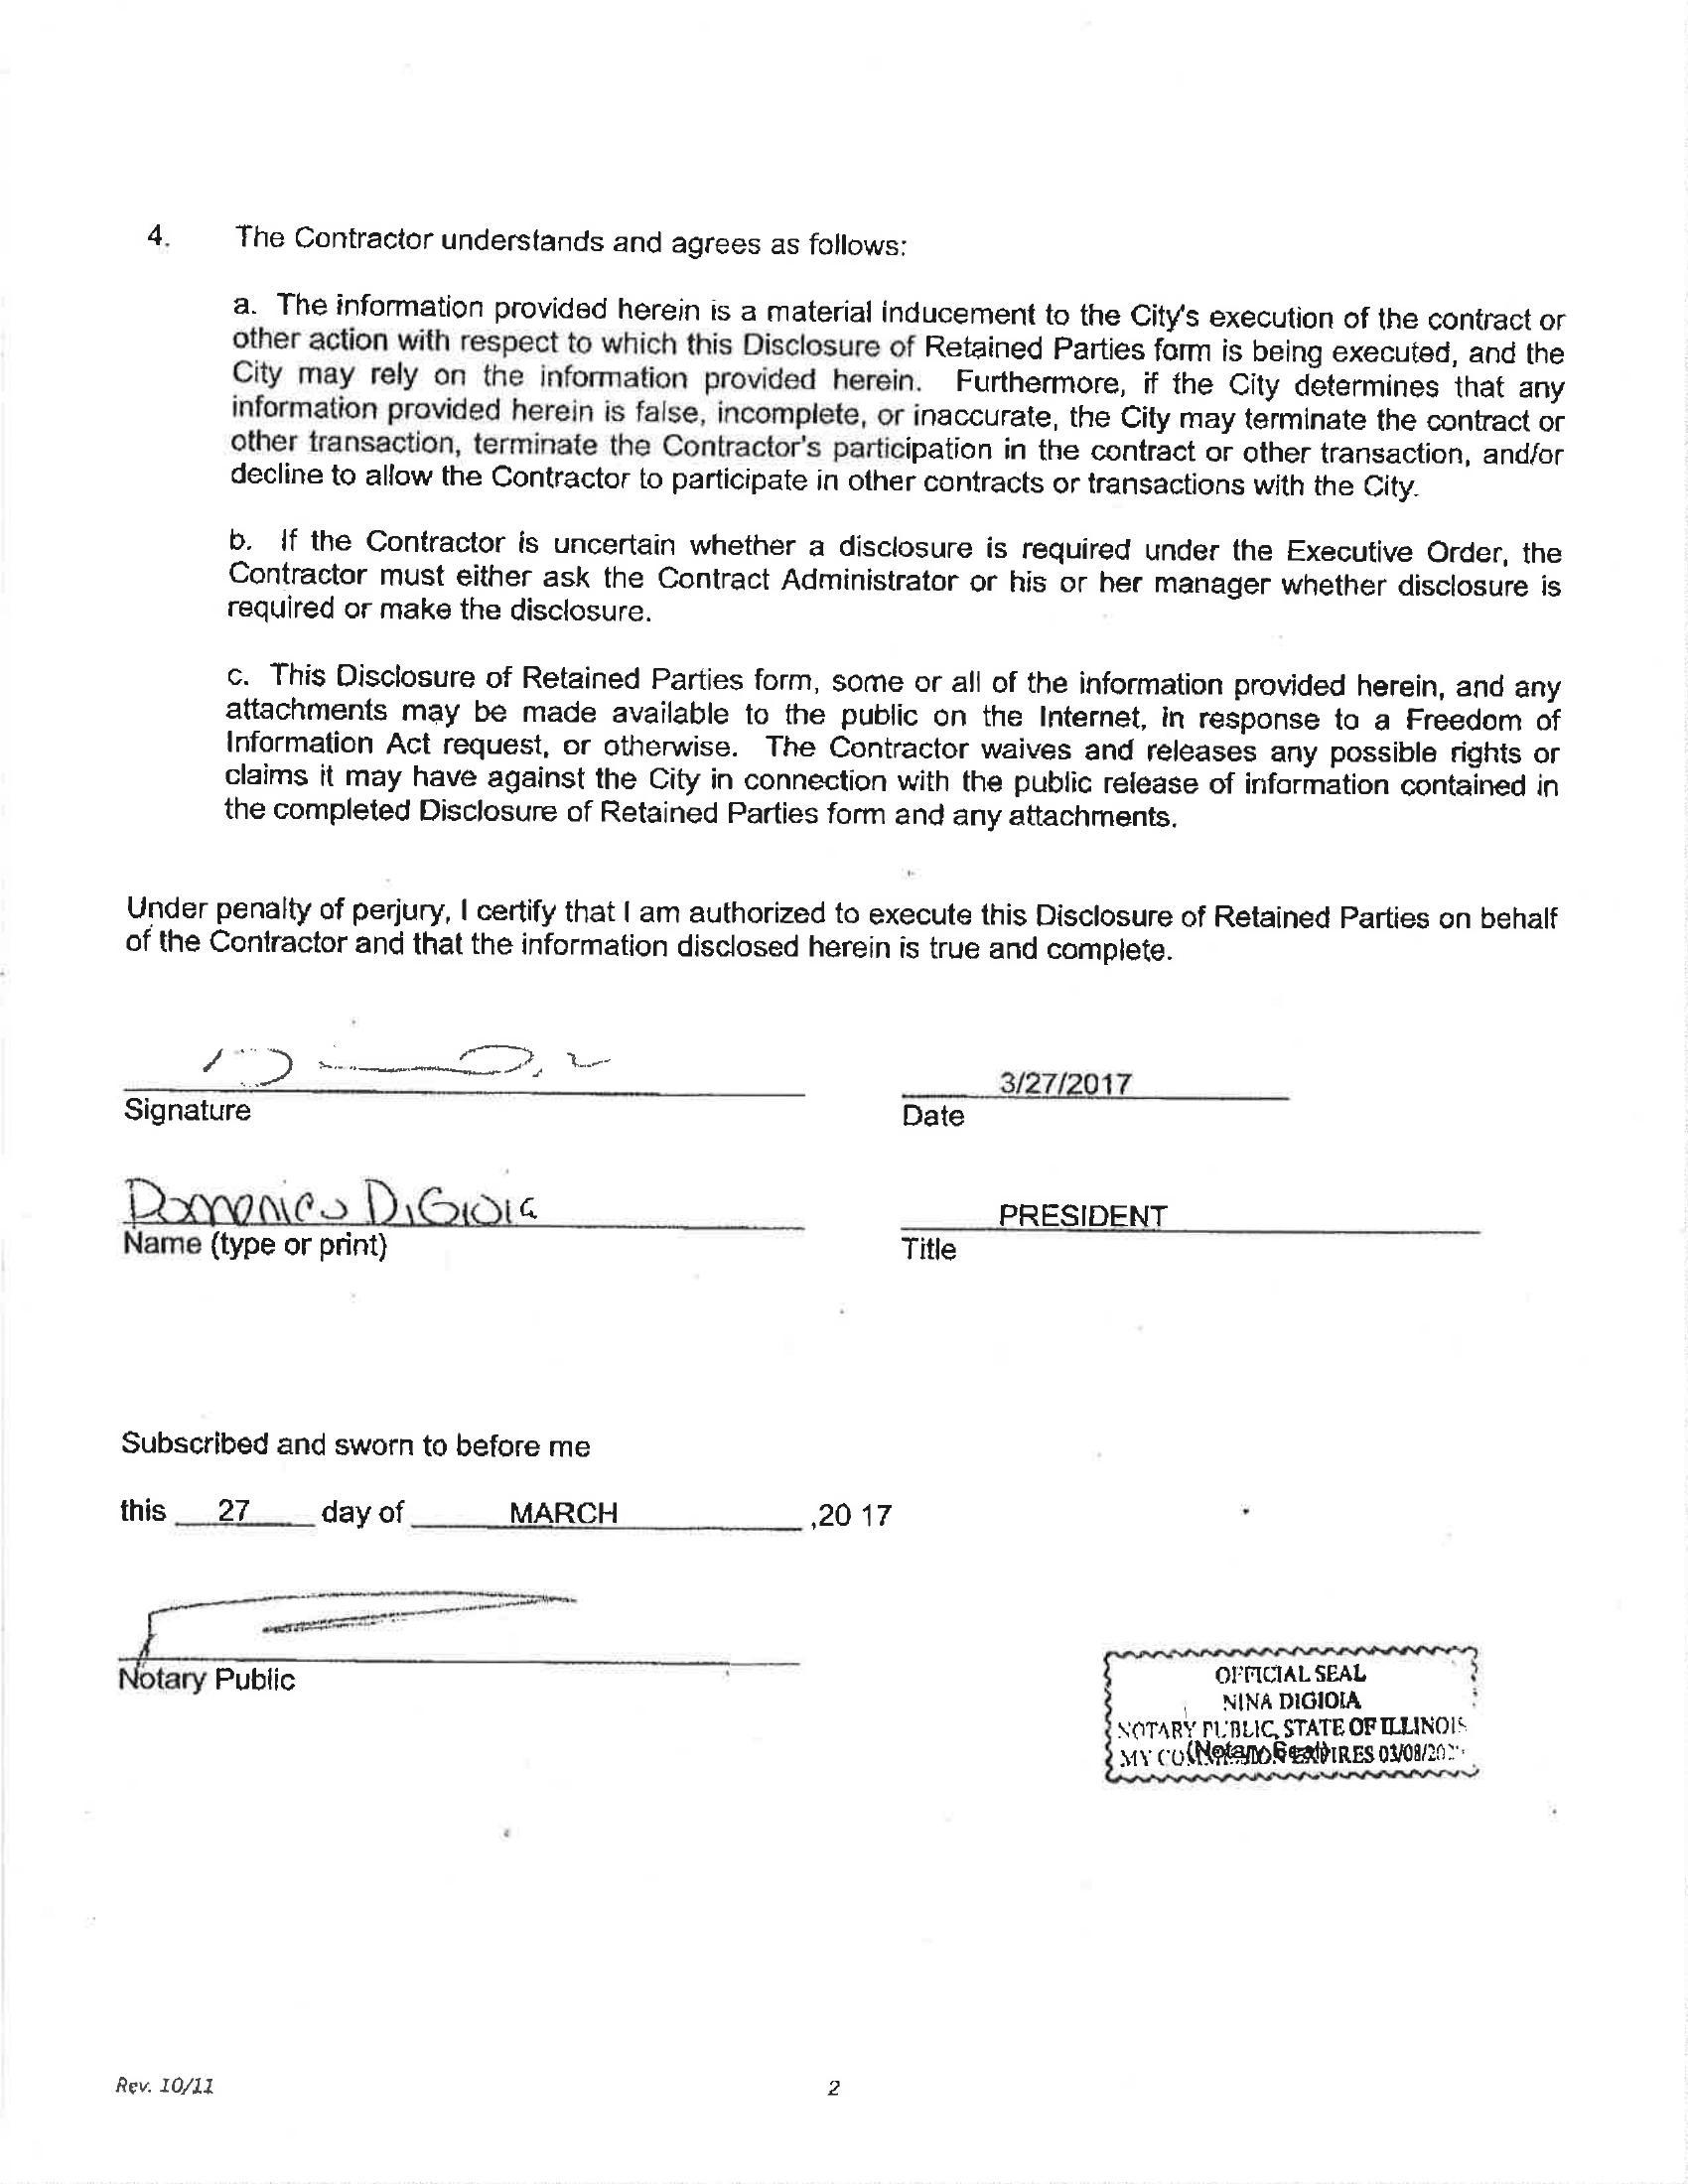 4. The Contractor understands and agrees as follows:
a. The information provided herein is a material inducement to the City's execution of the contract or
other action with respect to which this Disclosure of Retained Parties form is being executed, and the
City may rely on the information provided herein. Furthermore, if the City determines that any
information provided herein is false, incomplete, or inaccurate, the City may terminate the contract or
other transaction, terminate the Contractor's participation in the contract or other transaction, and/or
decline to allow the Contractor to participate in other contracts or transactions with the City.
b. If the Contractor is uncertain whether a disclosure is required under the Executive Order, the
Contractor must either ask the Contract Administrator or his or her manager whether disclosure is
required or make the disclosure.
c. This Disclosure of Retained Parties form, some or all of the information provided herein, and any
attachments may be made available to the public on the Internet, in response to a Freedom of
Information Act request, or otherwise. The Contractor waives and releases any possible rights or
claims it may have against the City in connection with the public release of information contained in
the completed Disclosure of Retained Parties form and any attachments.
Under penalty of perjury, I certify that I am authorized to execute this Disclosure of Retained Parties on behalf
of the Contractor and that the information disclosed herein is true and complete.
3/27/2017
Signature Date
Domenico DiGioia PRESIDENT
Name (type or print) Title
Subscribed and sworn to before me
this 27 day of MARCH ,20 17
Notary Public
OFFICIAL SEAL
NINA DIGIOIA
NOTARY PUBLIC, STATE OF ILLINOIS
MY (Notary Seal)
Rev. 10/11 2